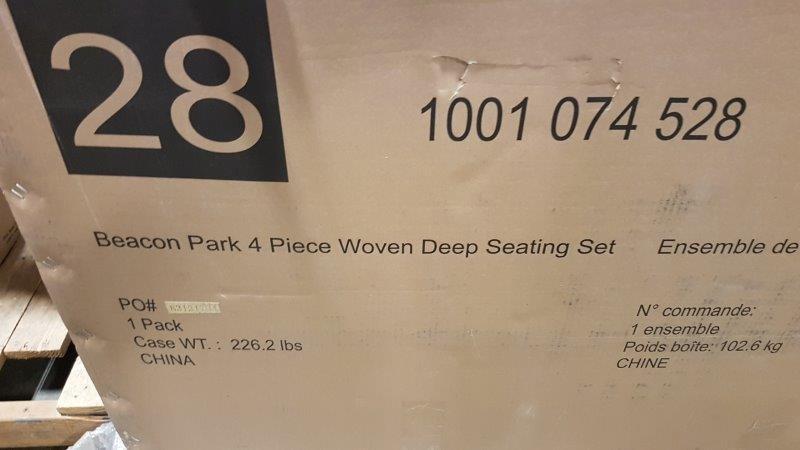 28
1001 074 528
Beacon Park 4 Piece Woven Deep Seating Set
Ensemble de
PO#
1 Pack
Case WT. : 226.2 lbs
CHINA
N° commande:
1 ensemble
Poids boîte: 102.6 kg
CHINE